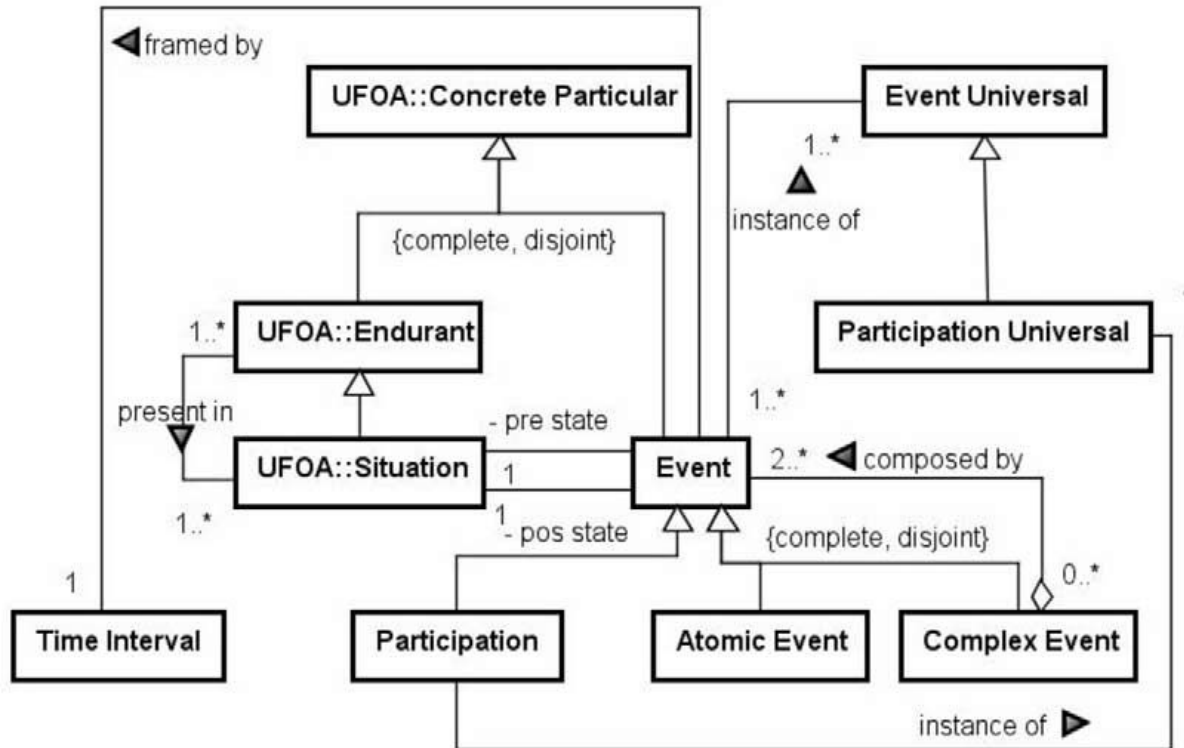 framed by
UFOA::Concrete Particular
Event Universal
1..*
instance of
{complete, disjoint}
UFOA::Endurant
1..*
Participation Universal
present in
- pre state
1..*
UFOA::Situation
Event
2..*
composed by
1
1..*
1
- pos state
{complete, disjoint}
1
0..*
Time Interval
Participation
Atomic Event
Complex Event
instance of